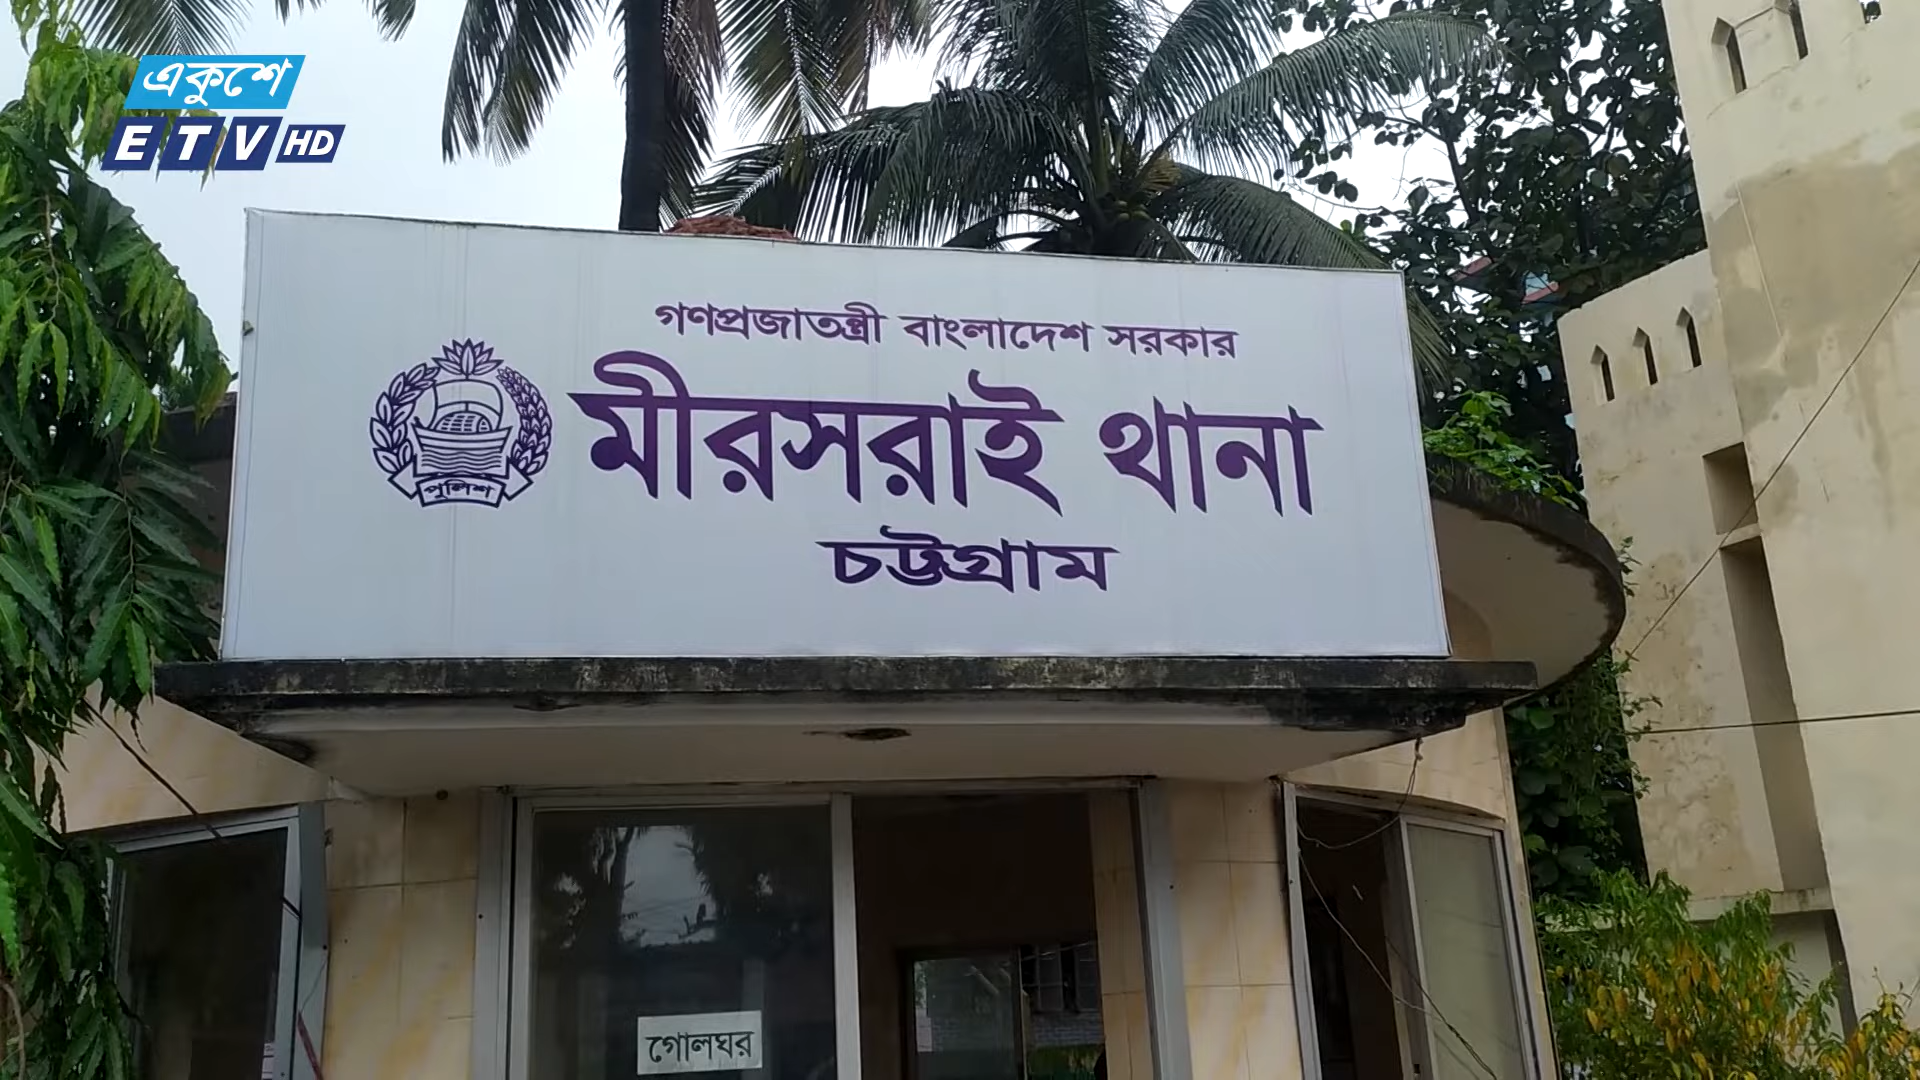 একুশে
ETV HD
গণপ্রজাতন্ত্রী বাংলাদেশ সরকার
মীরসরাই থানা
পুলিশ
চট্টগ্রাম
গোলঘর